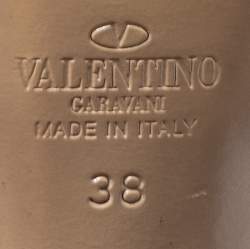 VALENTINO
GARAVANI
MADE IN ITALY
38